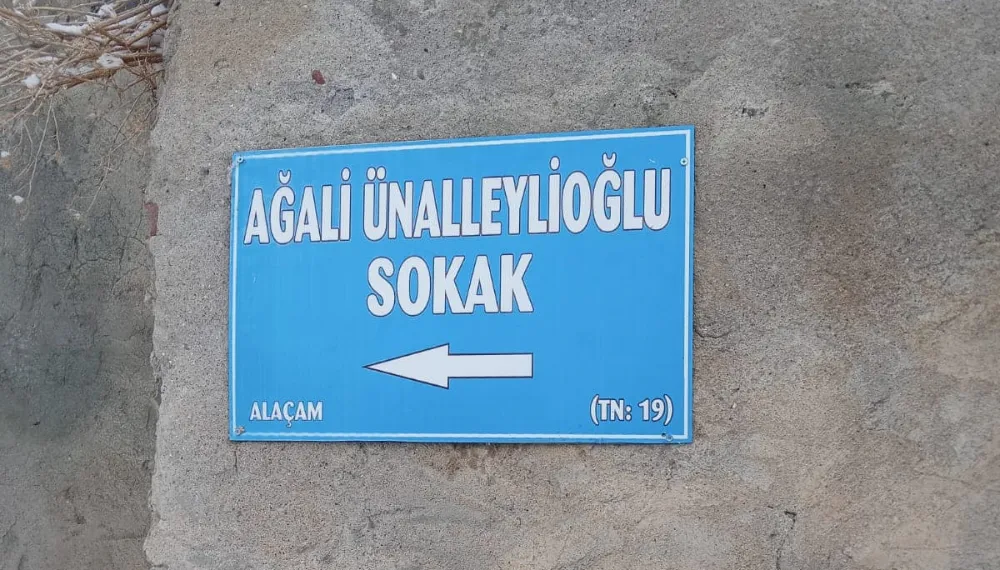 AĞALİ ÜNALLEYLİOĞLU
SOKAK
ALAÇAM (TN: 19)